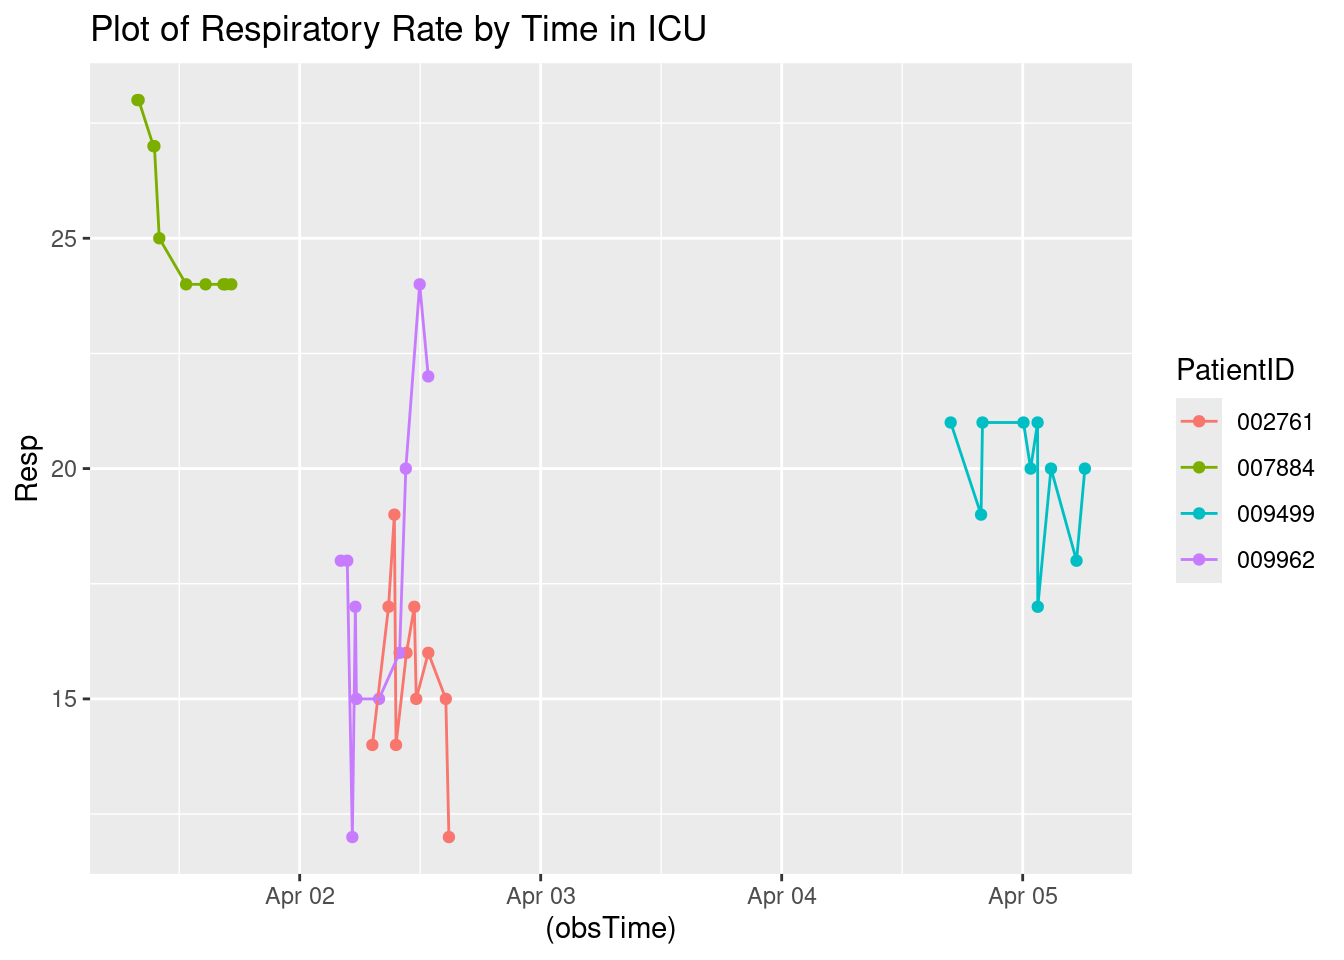 Plot of Respiratory Rate by Time in ICU
25
20
15
Resp
Apr 02 Apr 03 Apr 04 Apr 05
(obsTime)
PatientID
002761
007884
009499
009962